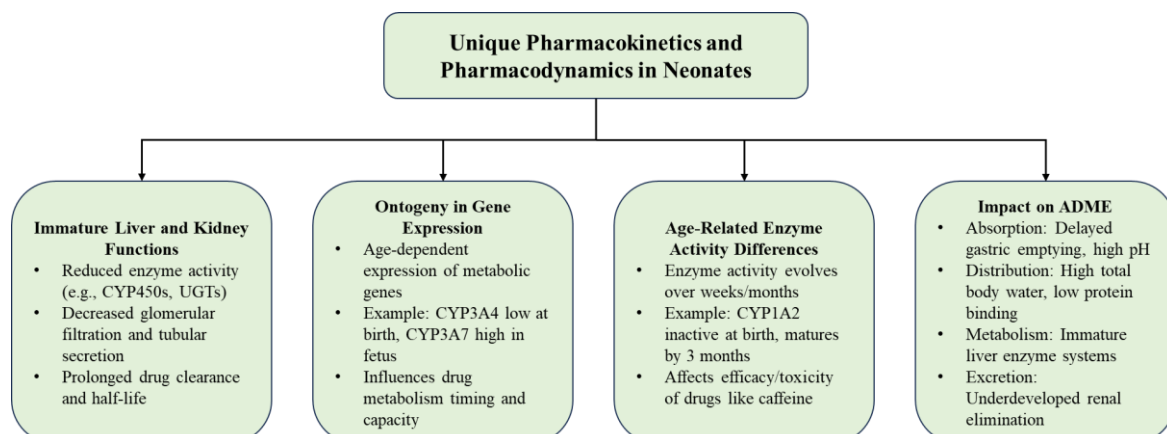 Unique Pharmacokinetics and
Pharmacodynamics in Neonates
Immature Liver and Kidney
Functions
• Reduced enzyme activity
(e.g., CYP450s, UGTs)
• Decreased glomerular
filtration and tubular
secretion
• Prolonged drug clearance
and half-life
Ontogeny in Gene
Expression
• Age-dependent
expression of metabolic
genes
• Example: CYP3A4 low at
birth, CYP3A7 high in
fetus
• Influences drug
metabolism timing and
capacity
Age-Related Enzyme
Activity Differences
• Enzyme activity evolves
over weeks/months
• Example: CYP1A2
inactive at birth, matures
by 3 months
• Affects efficacy/toxicity
of drugs like caffeine
Impact on ADME
• Absorption: Delayed
gastric emptying, high pH
• Distribution: High total
body water, low protein
binding
• Metabolism: Immature
liver enzyme systems
• Excretion:
Underdeveloped renal
elimination